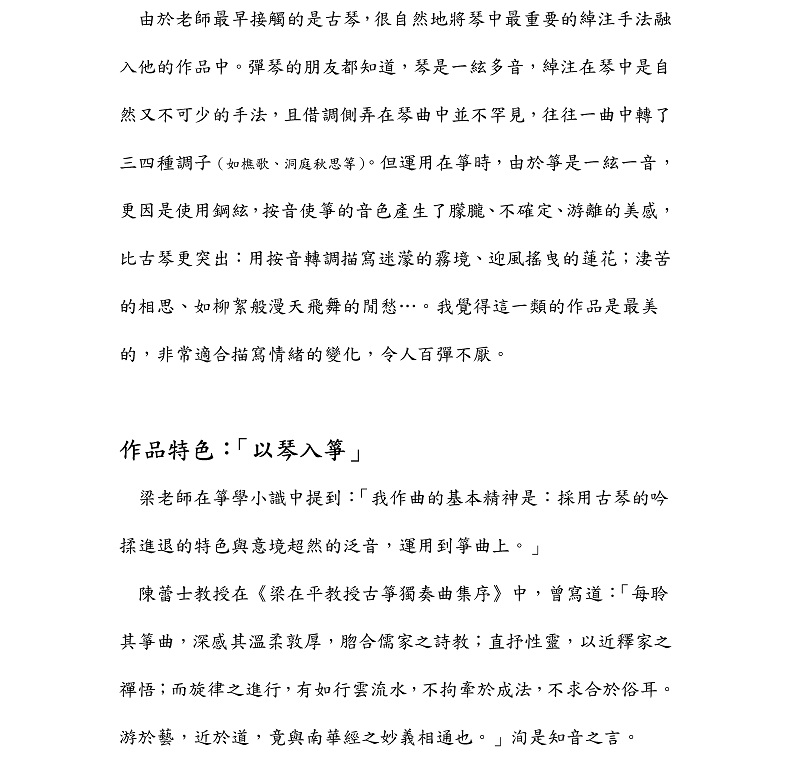 由於老師最早接觸的是古琴，很自然地將琴中最重要的綽注手法融
入他的作品中。彈琴的朋友都知道，琴是一絃多音，綽注在琴中是自
然又不可少的手法，且借調側弄在琴曲中並不罕見，往往一曲中轉了
三四種調子（如樵歌、洞庭秋思等）。但運用在箏時，由於箏是一絃一音，
更因是使用鋼絃，按音使箏的音色產生了朦朧、不確定、游離的美感，
比古琴更突出：用按音轉調描寫迷濛的霧境、迎風搖曳的蓮花；淒苦
的相思、如柳絮般漫天飛舞的閒愁…。我覺得這一類的作品是最美
的，非常適合描寫情緒的變化，令人百彈不厭。
作品特色：「以琴入箏」
梁老師在箏學小識中提到：「我作曲的基本精神是：採用古琴的吟
揉進退的特色與意境超然的泛音，運用到箏曲上。」
陳蕾士教授在《梁在平教授古箏獨奏曲集序》中，曾寫道：「每聆
其箏曲，深感其溫柔敦厚，脗合儒家之詩教；直抒性靈，以近釋家之
禪悟；而旋律之進行，有如行雲流水，不拘牽於成法，不求合於俗耳。
游於藝，近於道，竟與南華經之妙義相通也。」洵是知音之言。